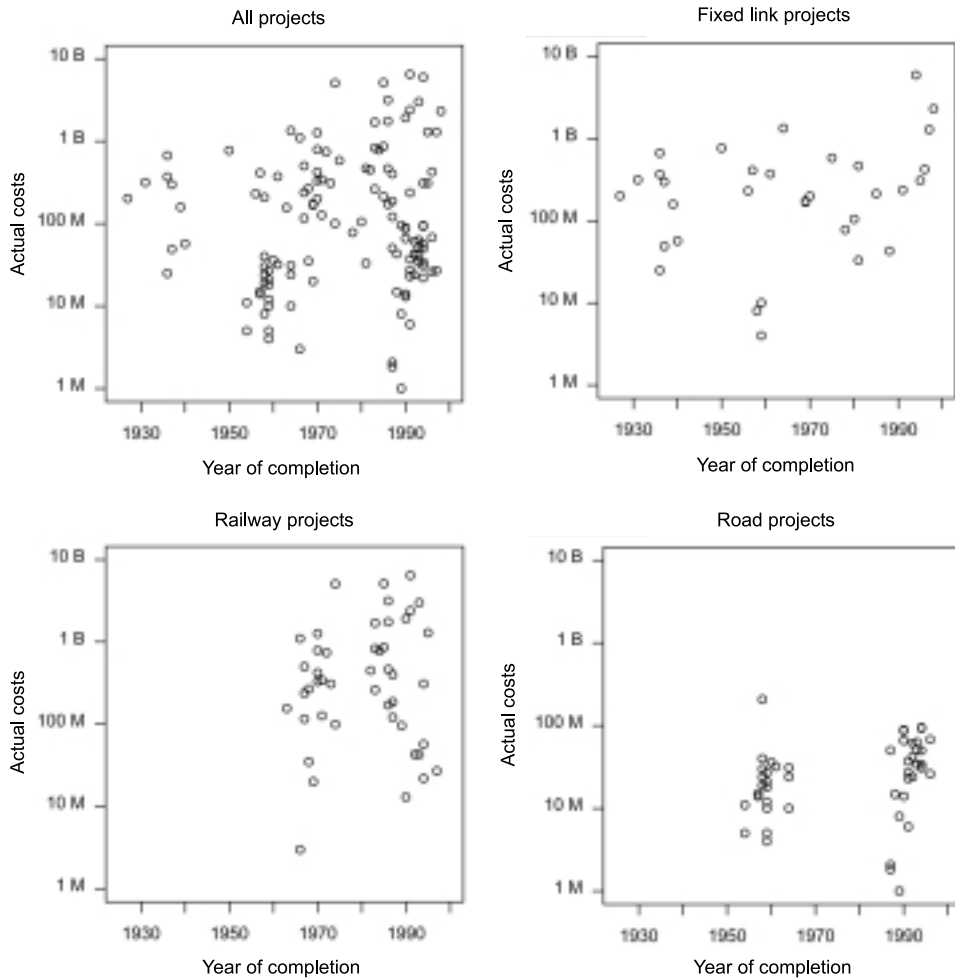 All projects
10 B
1 B
100 M
10 M
1 M
Actual costs
1930 1950 1970 1990
Year of completion
Fixed link projects
10 B
1 B
100 M
10 M
1 M
Actual costs
1930 1950 1970 1990
Year of completion
Railway projects
10 B
1 B
100 M
10 M
1 M
Actual costs
1930 1950 1970 1990
Year of completion
Road projects
10 B
1 B
100 M
10 M
1 M
Actual costs
1930 1950 1970 1990
Year of completion